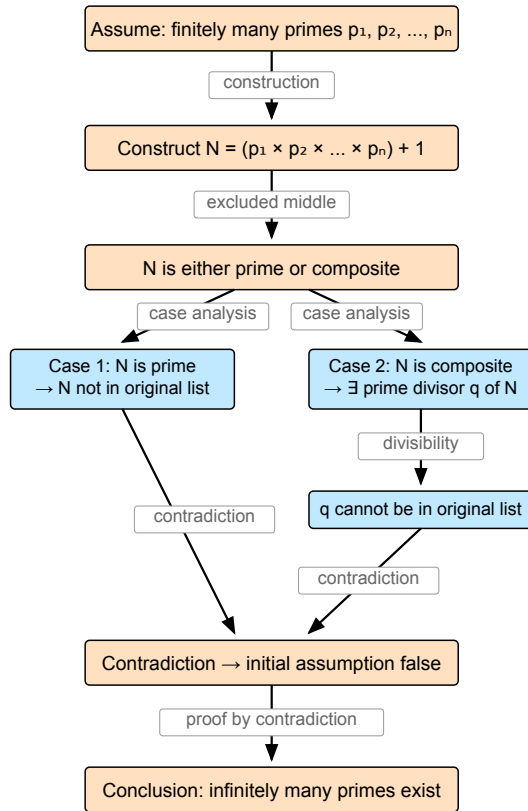 Assume: finitely many primes p₁, p₂, ..., pₙ
construction
Construct N = (p₁ × p₂ × ... × pₙ) + 1
excluded middle
N is either prime or composite
case analysis
case analysis
Case 1: N is prime
→ N not in original list
Case 2: N is composite
→ ∃ prime divisor q of N
divisibility
q cannot be in original list
contradiction
contradiction
Contradiction → initial assumption false
proof by contradiction
Conclusion: infinitely many primes exist